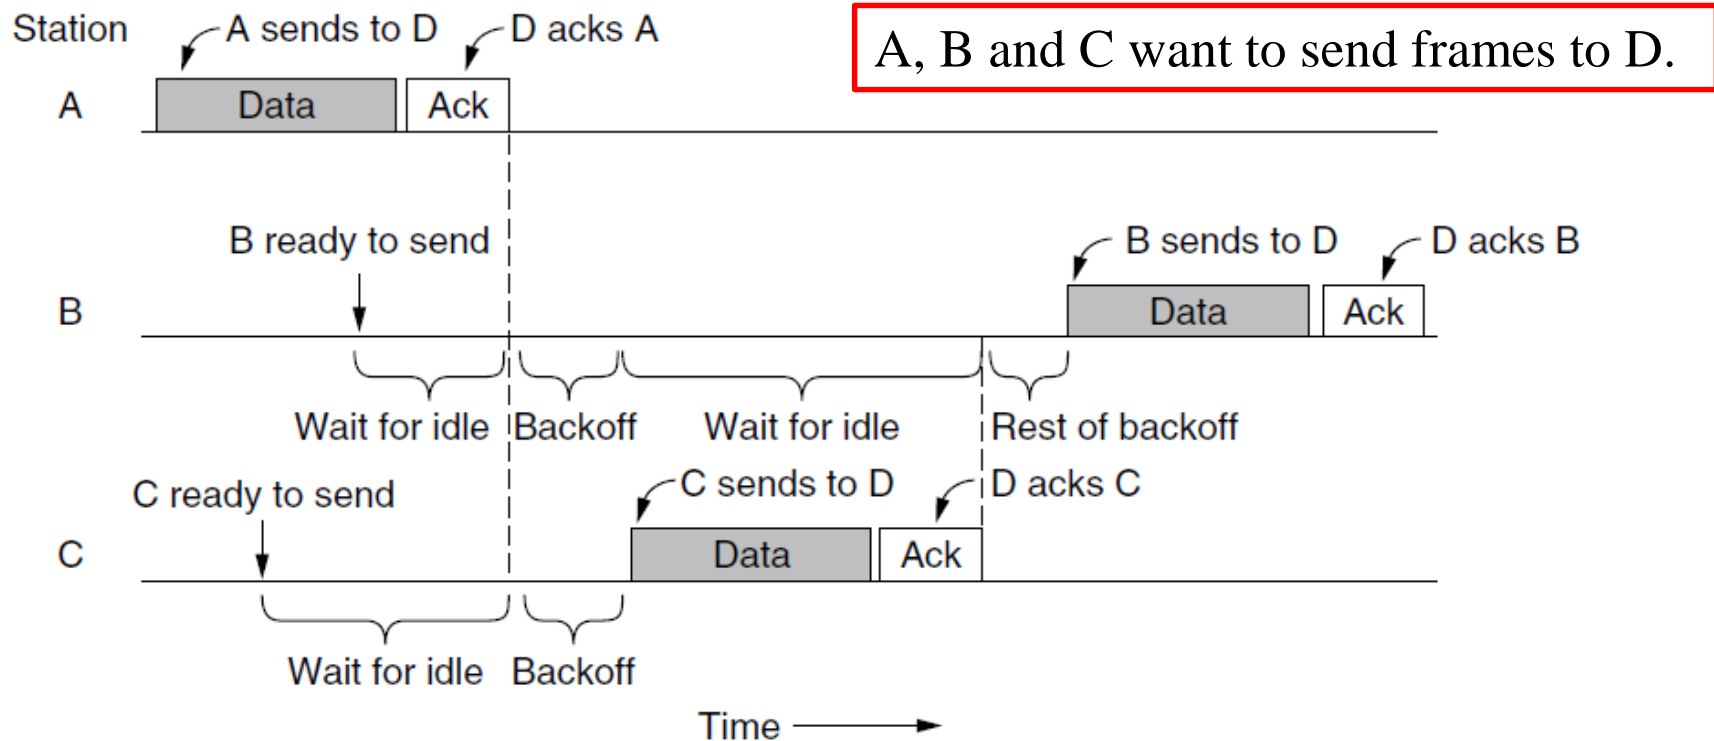 Station
A sends to D
D acks A
A, B and C want to send frames to D.
A
Data
Ack
B ready to send
B sends to D
D acks B
B
Data
Ack
Wait for idle
Backoff
Wait for idle
Rest of backoff
C ready to send
C sends to D
D acks C
C
Data
Ack
Wait for idle
Backoff
Time